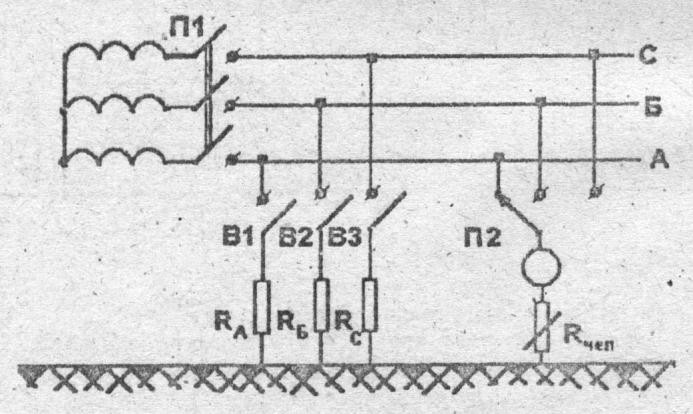 П1
С
Б
А
В1 В2 В3 П2
RА RБ RС Rчел